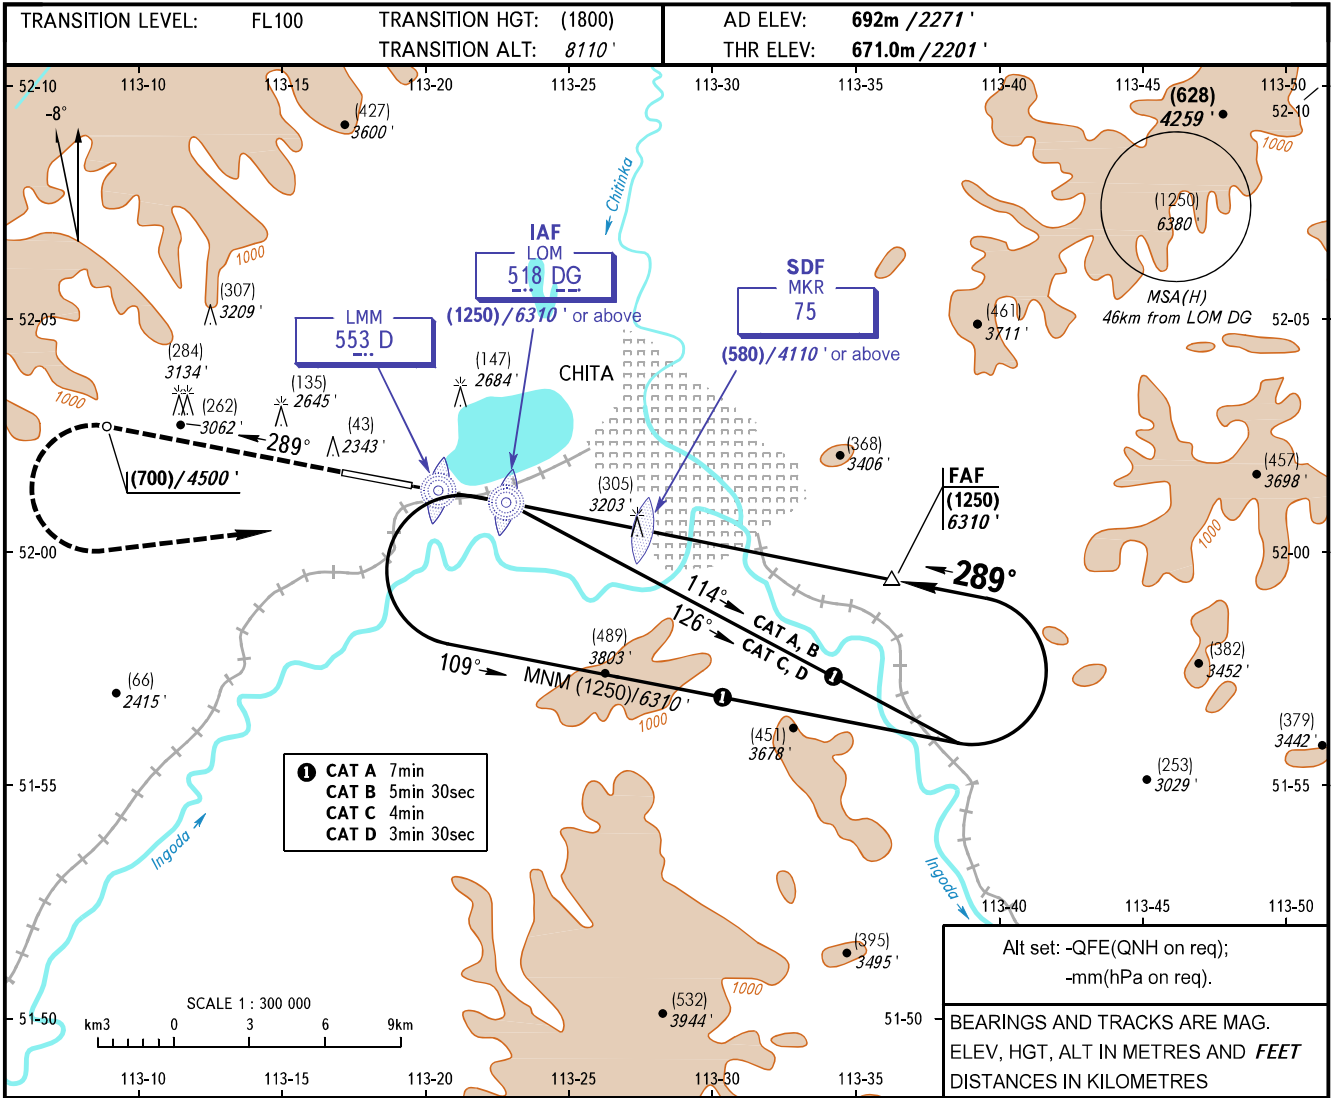 TRANSITION LEVEL: FL100 TRANSITION HGT: (1800)
TRANSITION ALT: 8110 '
AD ELEV: 692m / 2271 '
THR ELEV: 671.0m / 2201 '
52-10 113-10 113-15 113-20 113-25 113-30 113-35 113-40 113-45 113-50
52-10
-8°
(427)
3600 '
(628)
4259 '
1000
Chitinka
(1250)
6380 '
MSA(H)
46km from LOM DG
1000
IAF
LOM
518 DG
(1250) / 6310 ' or above
SDF
MKR
75
(580) / 4110 ' or above
LMM
553 D
(307)
3209 '
52-05
52-05
(461)
3711 '
(284)
3134 '
(135)
2645 '
(147)
2684 '
CHITA
1000
(262)
3062 '
(43)
2343 '
289°
(700) / 4500 '
(368)
3406 '
(457)
3698 '
(305)
3203 '
FAF
(1250)
6310 '
1000
52-00
52-00
289°
114°
CAT A, B
126°
CAT C, D
(489)
3803 '
109°
MNM (1250) / 6310 '
1000
1
1
(382)
3452 '
(66)
2415 '
(451)
3678 '
(379)
3442 '
(253)
3029 '
51-55
51-55
1 CAT A 7min
CAT B 5min 30sec
CAT C 4min
CAT D 3min 30sec
Ingoda
Ingoda
113-40 113-45 113-50
(395)
3495 '
1000
(532)
3944 '
51-50
51-50
SCALE 1 : 300 000
km3 0 3 6 9km
113-10 113-15 113-20 113-25 113-30 113-35
Alt set: -QFE(QNH on req);
-mm(hPa on req).
BEARINGS AND TRACKS ARE MAG.
ELEV, HGT, ALT IN METRES AND FEET
DISTANCES IN KILOMETRES